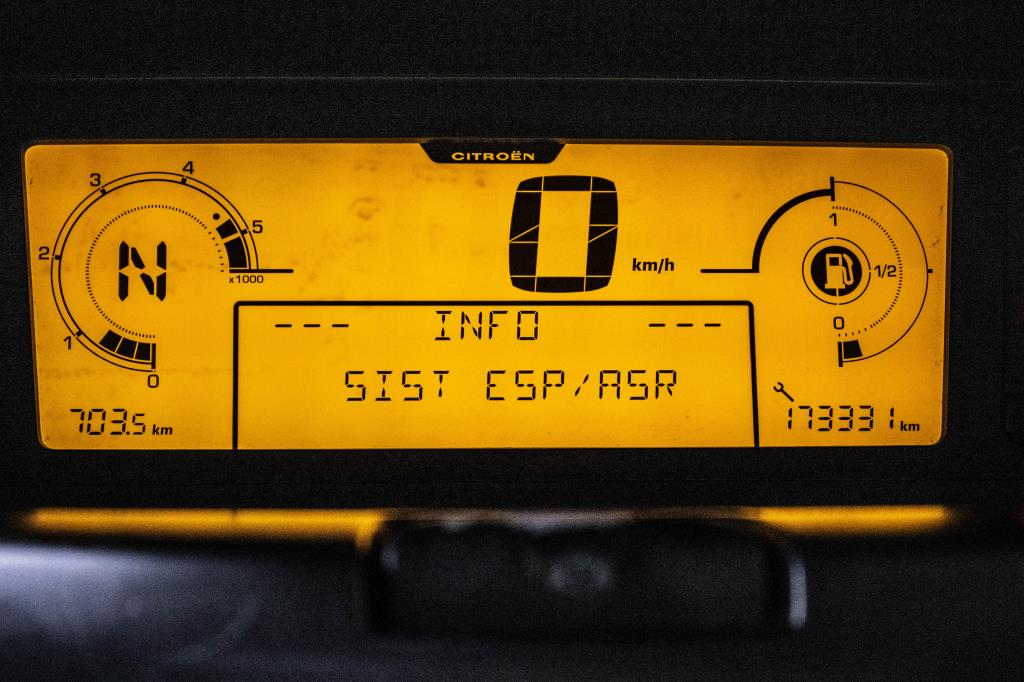 CITROËN
4
3
5
2
x1000
N
1
0
0 km/h
1
1/2
0
--- INFO ---
SIST ESP/ASR
703.5 km
173331 km